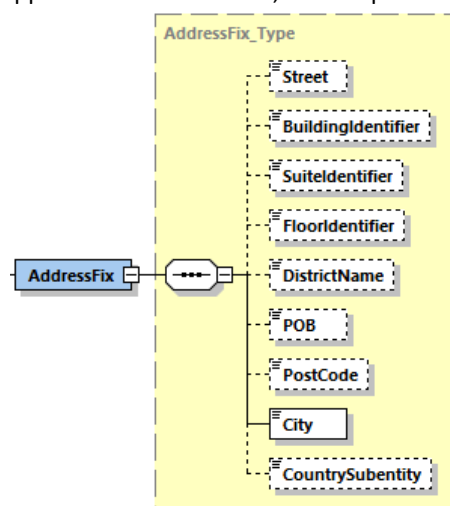 AddressFix_Type
Street
BuildingIdentifier
SuiteIdentifier
FloorIdentifier
AddressFix
DistrictName
POB
PostCode
City
CountrySubentity